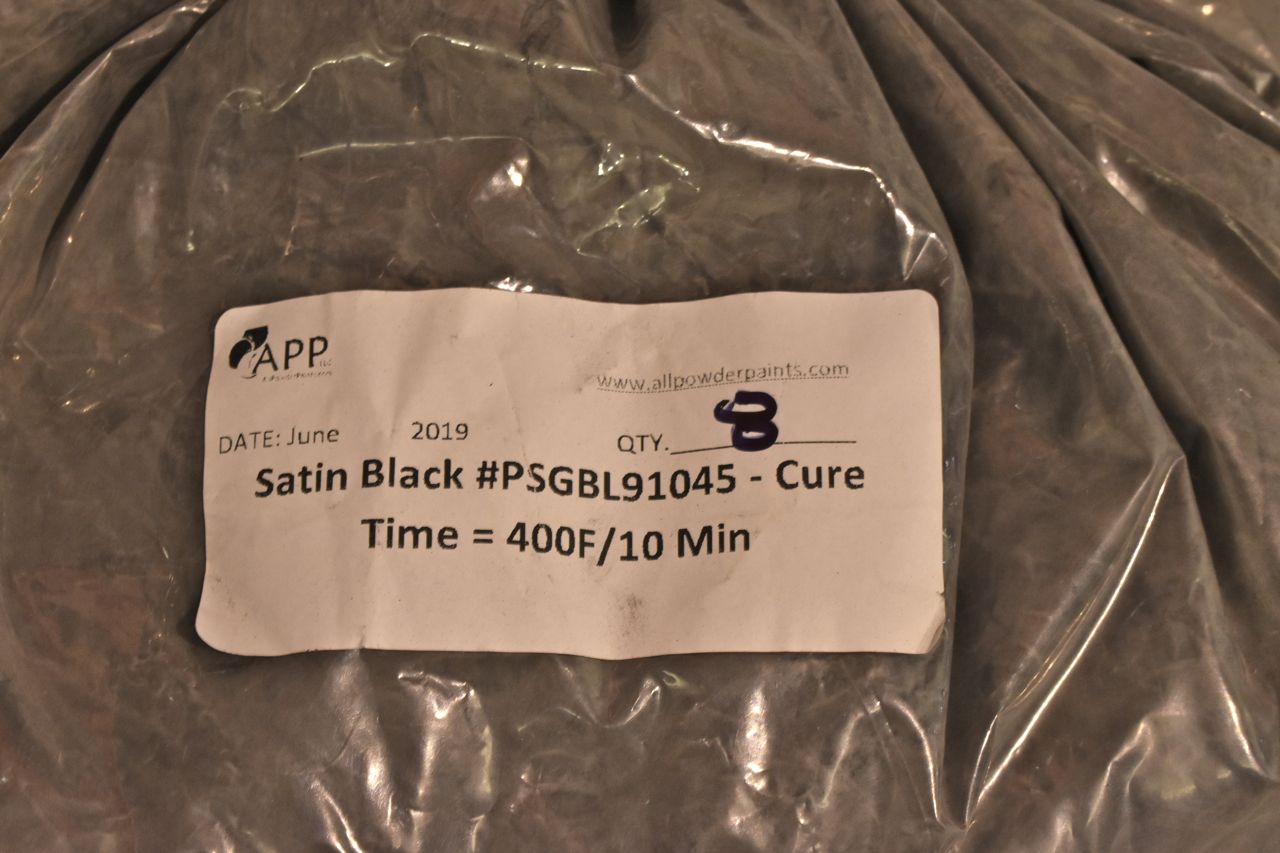 APP
www.allpowderpaints.com
DATE: June 2019
QTY. 8
Satin Black #PSGBL91045 - Cure
Time = 400F/10 Min